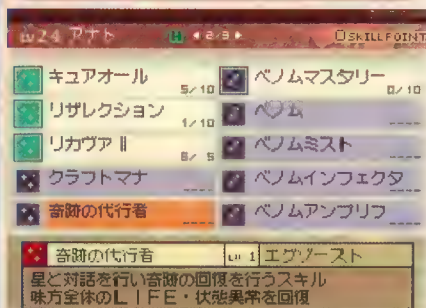 Lv24 アナト H 2/3 SKILLPOINT
キュアオール 5/10
ベノムマスタリー 0/10
リザレクション 1/10
リカヴァⅡ 5
ベノムミスト ----
クラフトマナ ----
ベノムインフェクタ
奇跡の代行者 ----
ベノムアンプリフ ----
奇跡の代行者 Lv 1 エグゾースト
星と対話を行い奇跡の回復を行うスキル
味方全体のLIFE・状態異常を回復